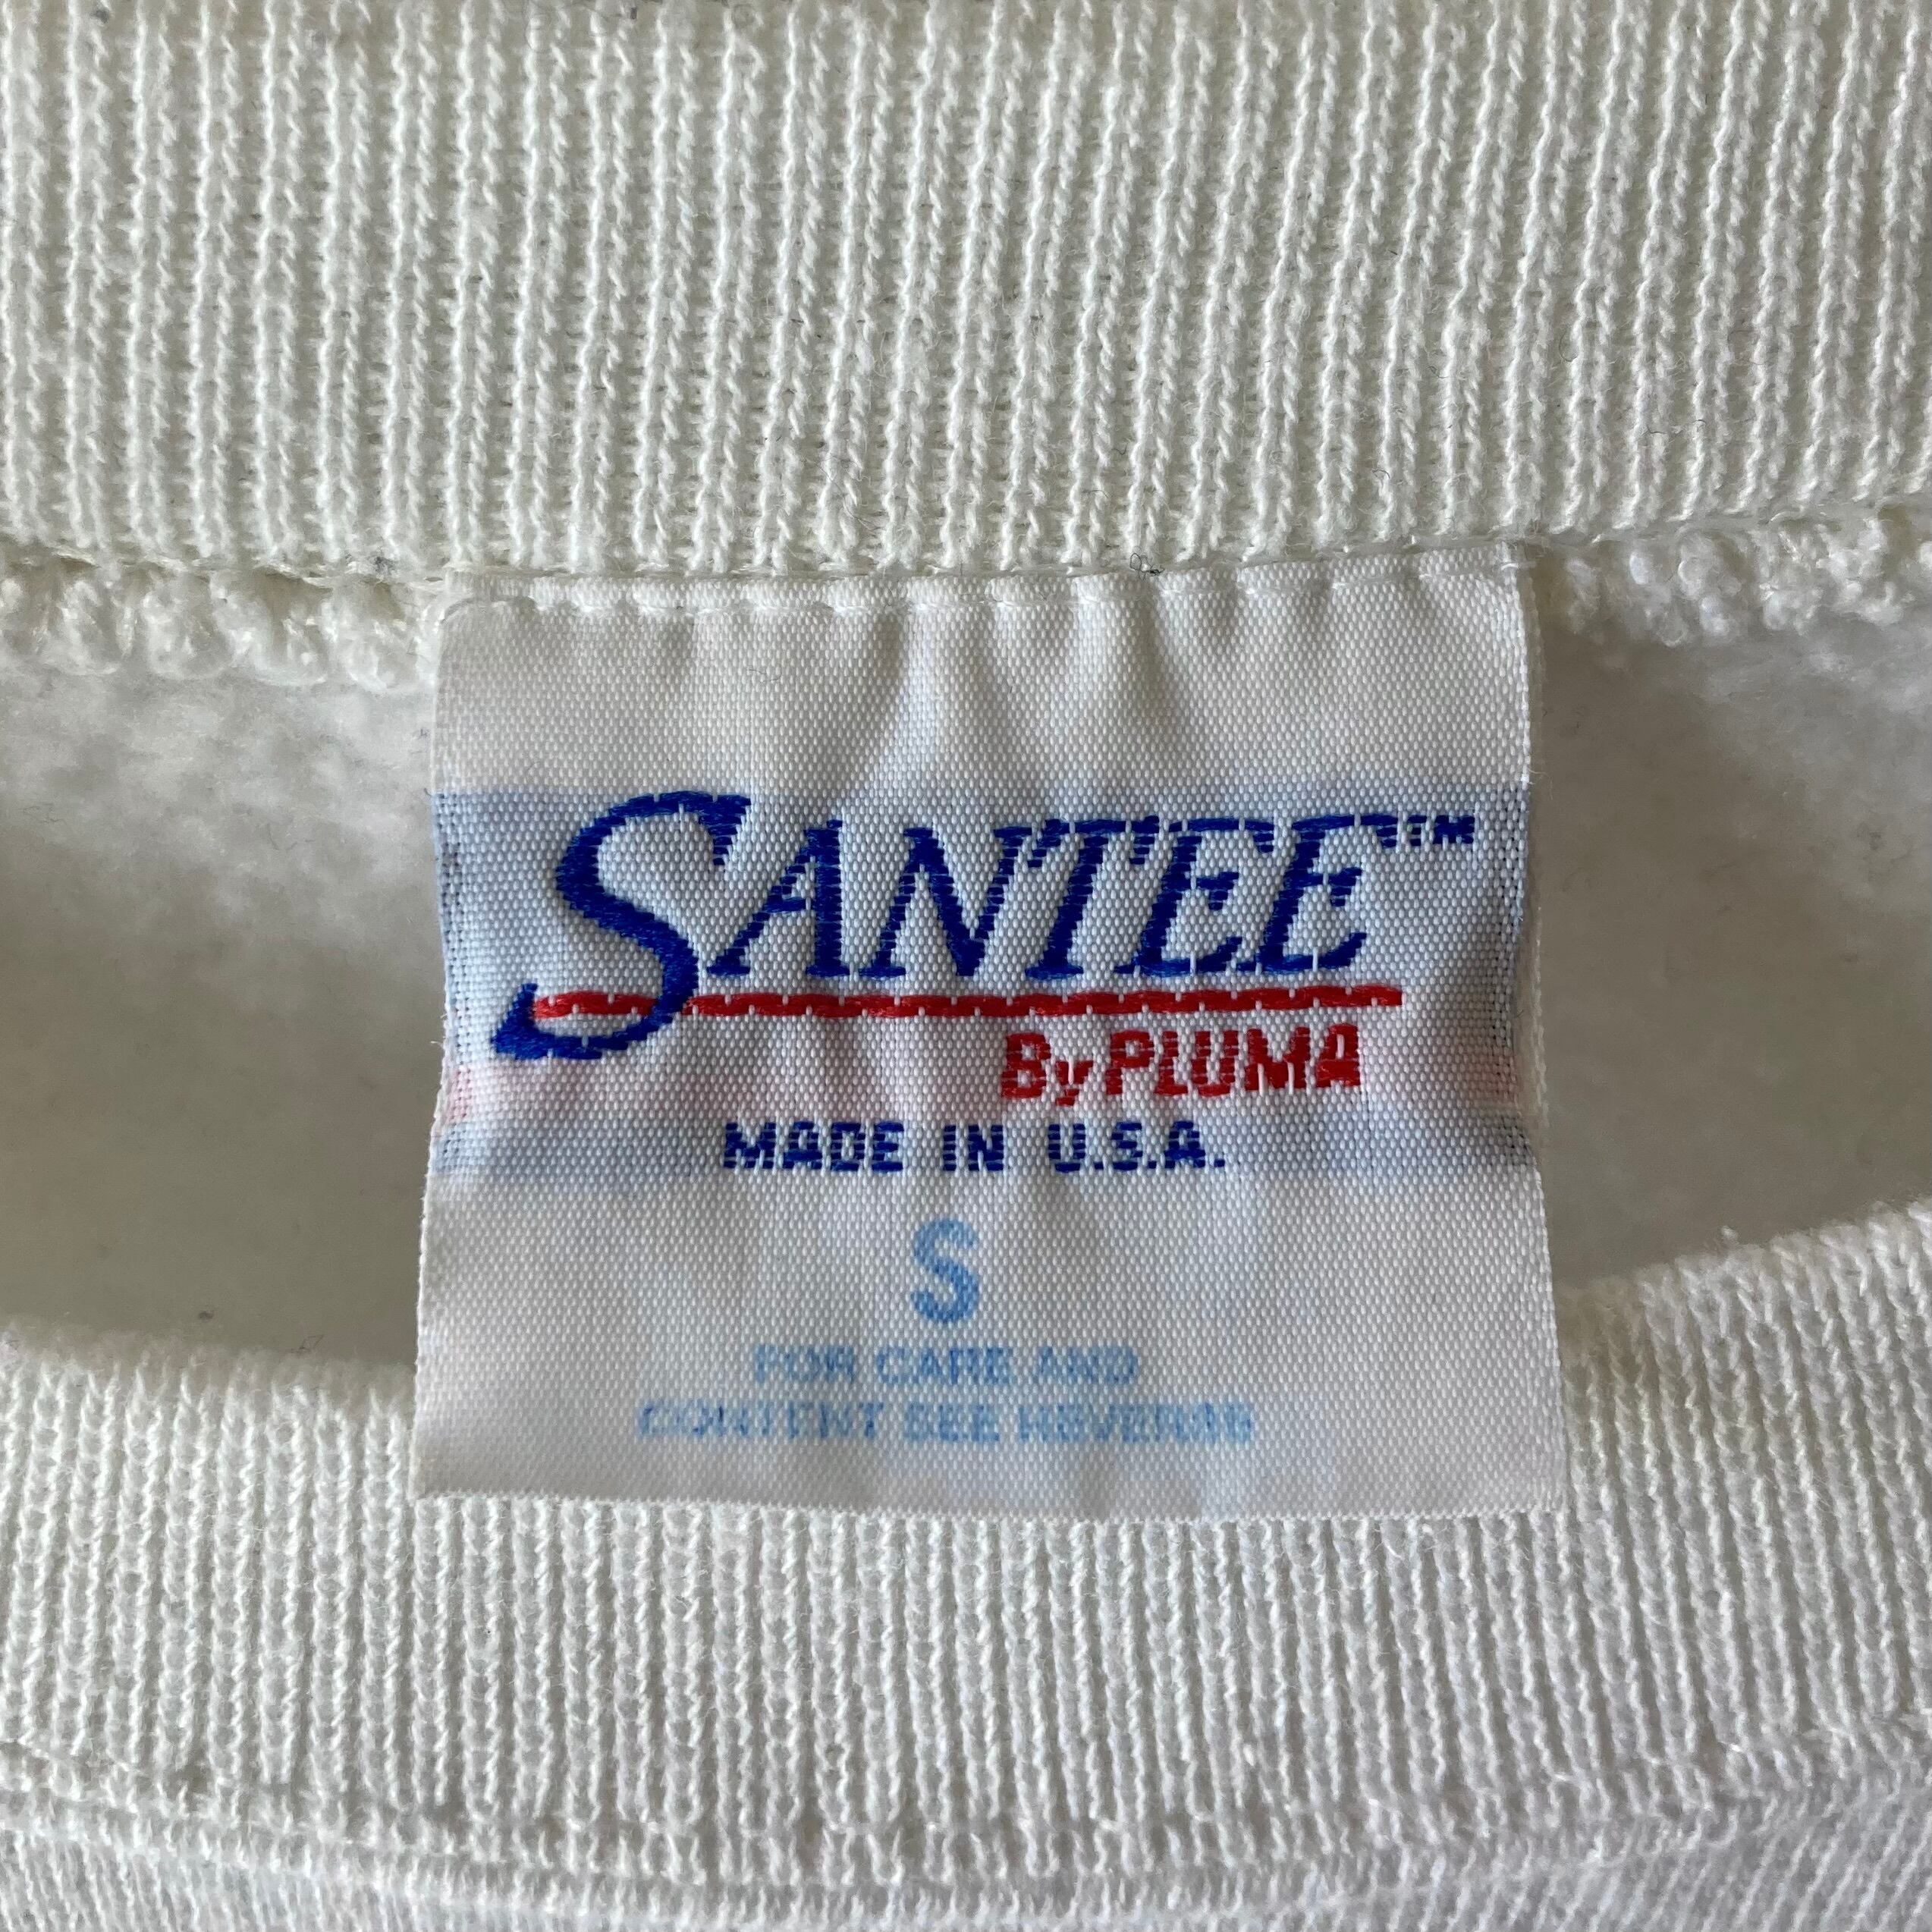 SANTEE™
By PLUMA
MADE IN U.S.A.
S
FOR CARE AND
CONTENT SEE REVERSE